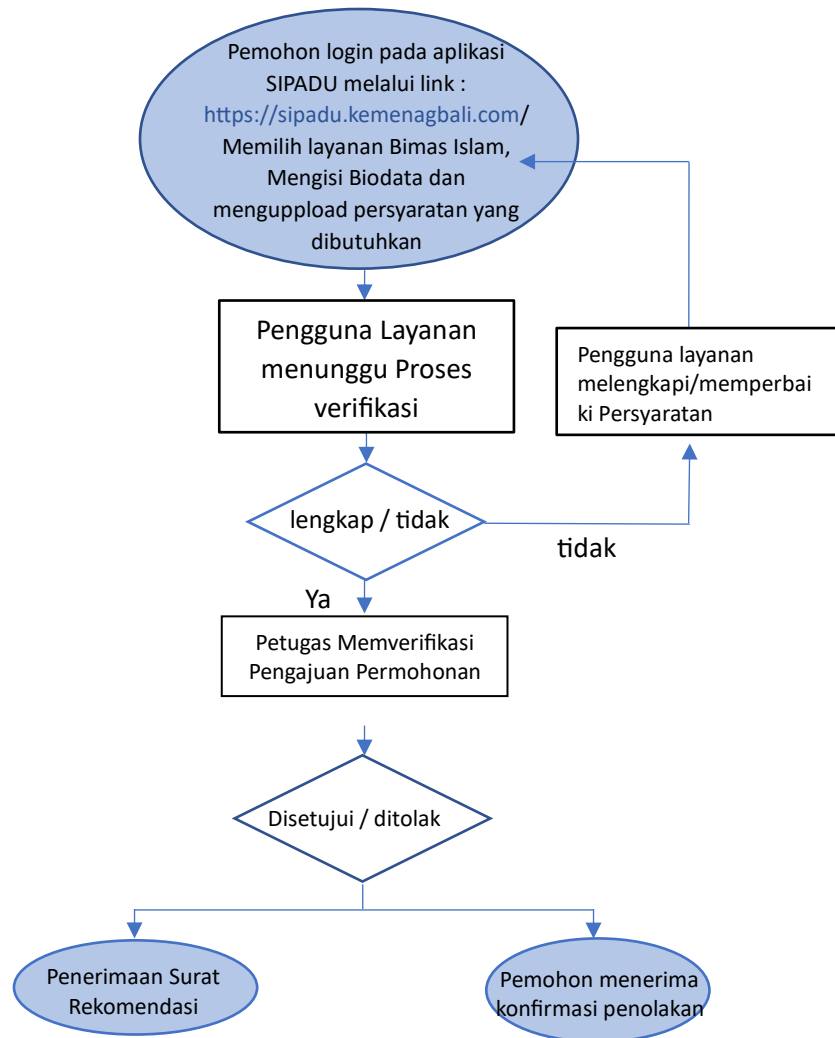 Pemohon login pada aplikasi
SIPADU melalui link :
https://sipadu.kemenagbali.com/
Memilih layanan Bimas Islam,
Mengisi Biodata dan
menguppload persyaratan yang
dibutuhkan
Pengguna Layanan
menunggu Proses
verifikasi
Pengguna layanan
melengkapi/memperbai
ki Persyaratan
lengkap / tidak
tidak
Ya
Petugas Memverifikasi
Pengajuan Permohonan
Disetujui / ditolak
Penerimaan Surat
Rekomendasi
Pemohon menerima
konfirmasi penolakan